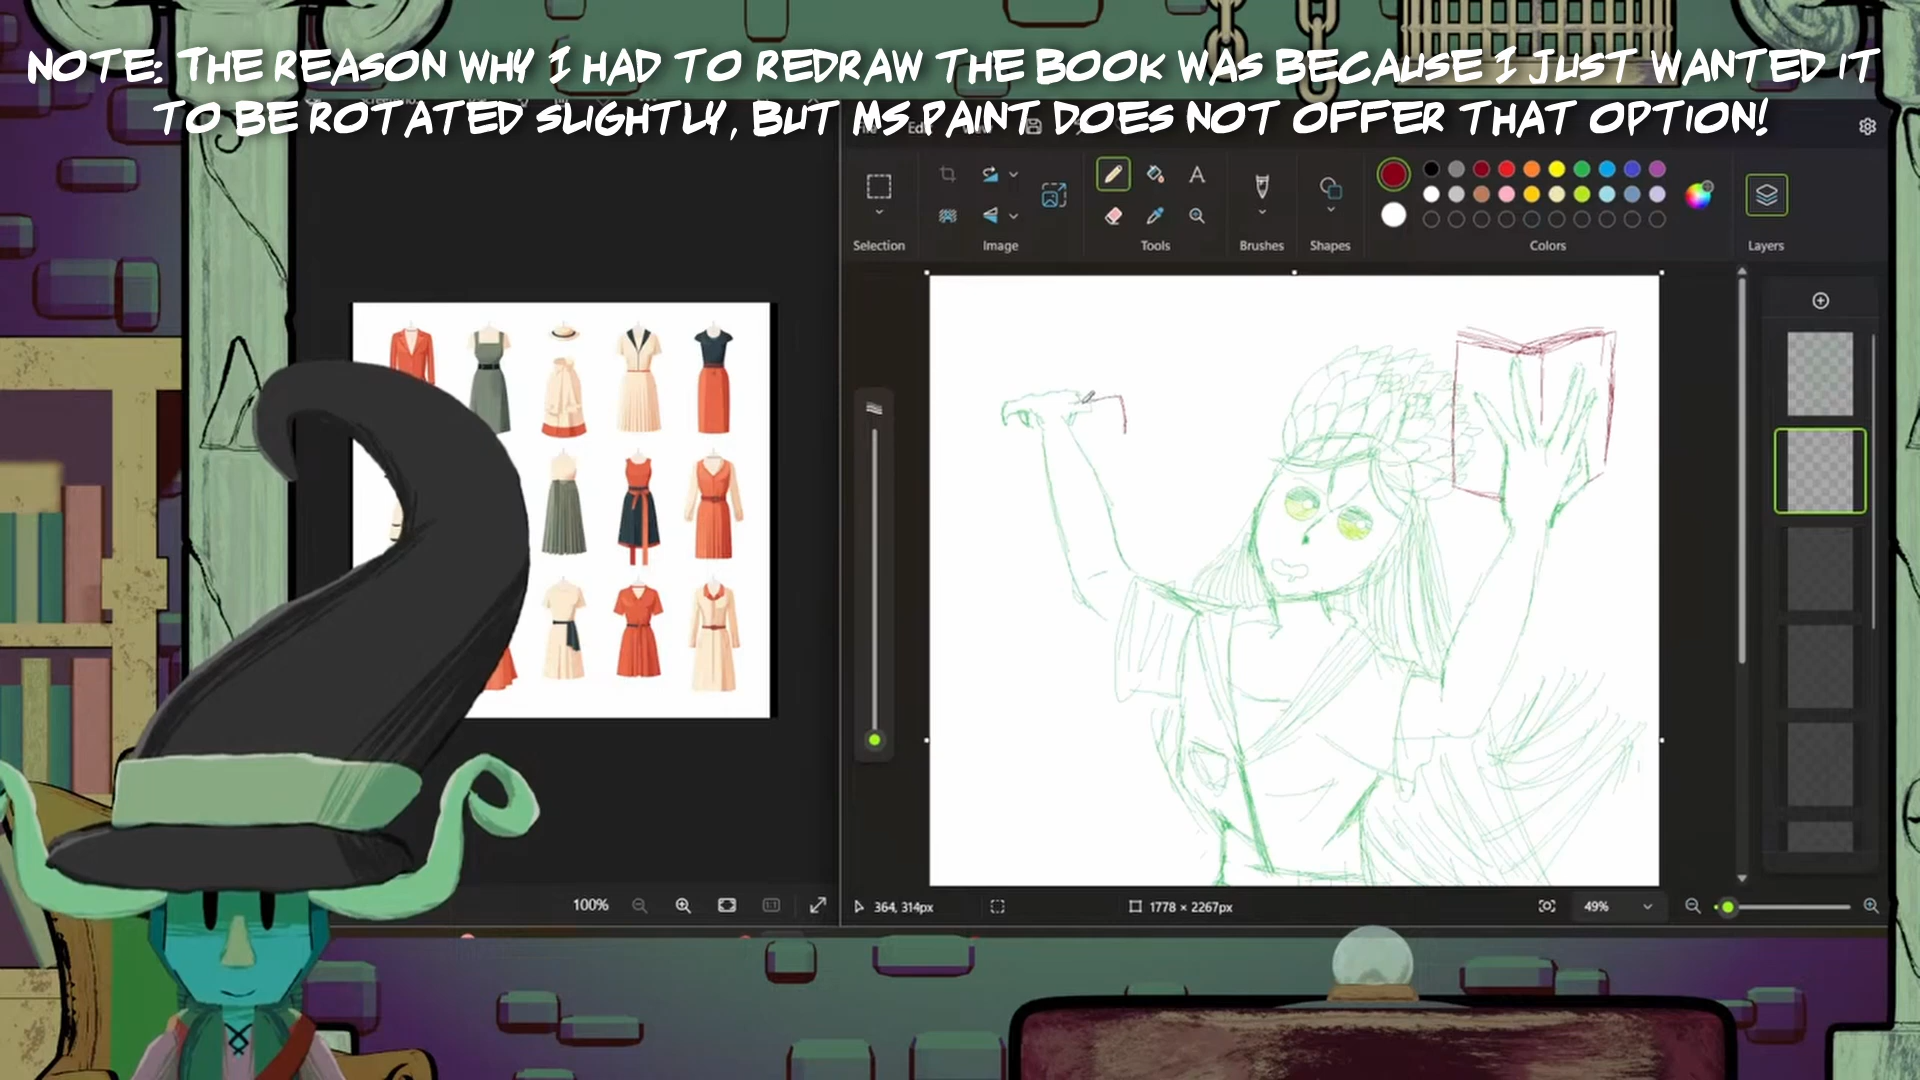 NOTE: THE REASON WHY I HAD TO REDRAW THE BOOK WAS BECAUSE I JUST WANTED IT
TO BE ROTATED SLIGHTLY, BUT MS PAINT DOES NOT OFFER THAT OPTION!
Selection
Image
Tools
Brushes
Shapes
Colors
Layers
100%
364, 314px
1778 × 2267px
49%